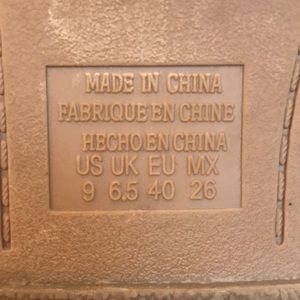 MADE IN CHINA
FABRIQUE EN CHINE
HECHO EN CHINA
US UK EU MX
9 6.5 40 26